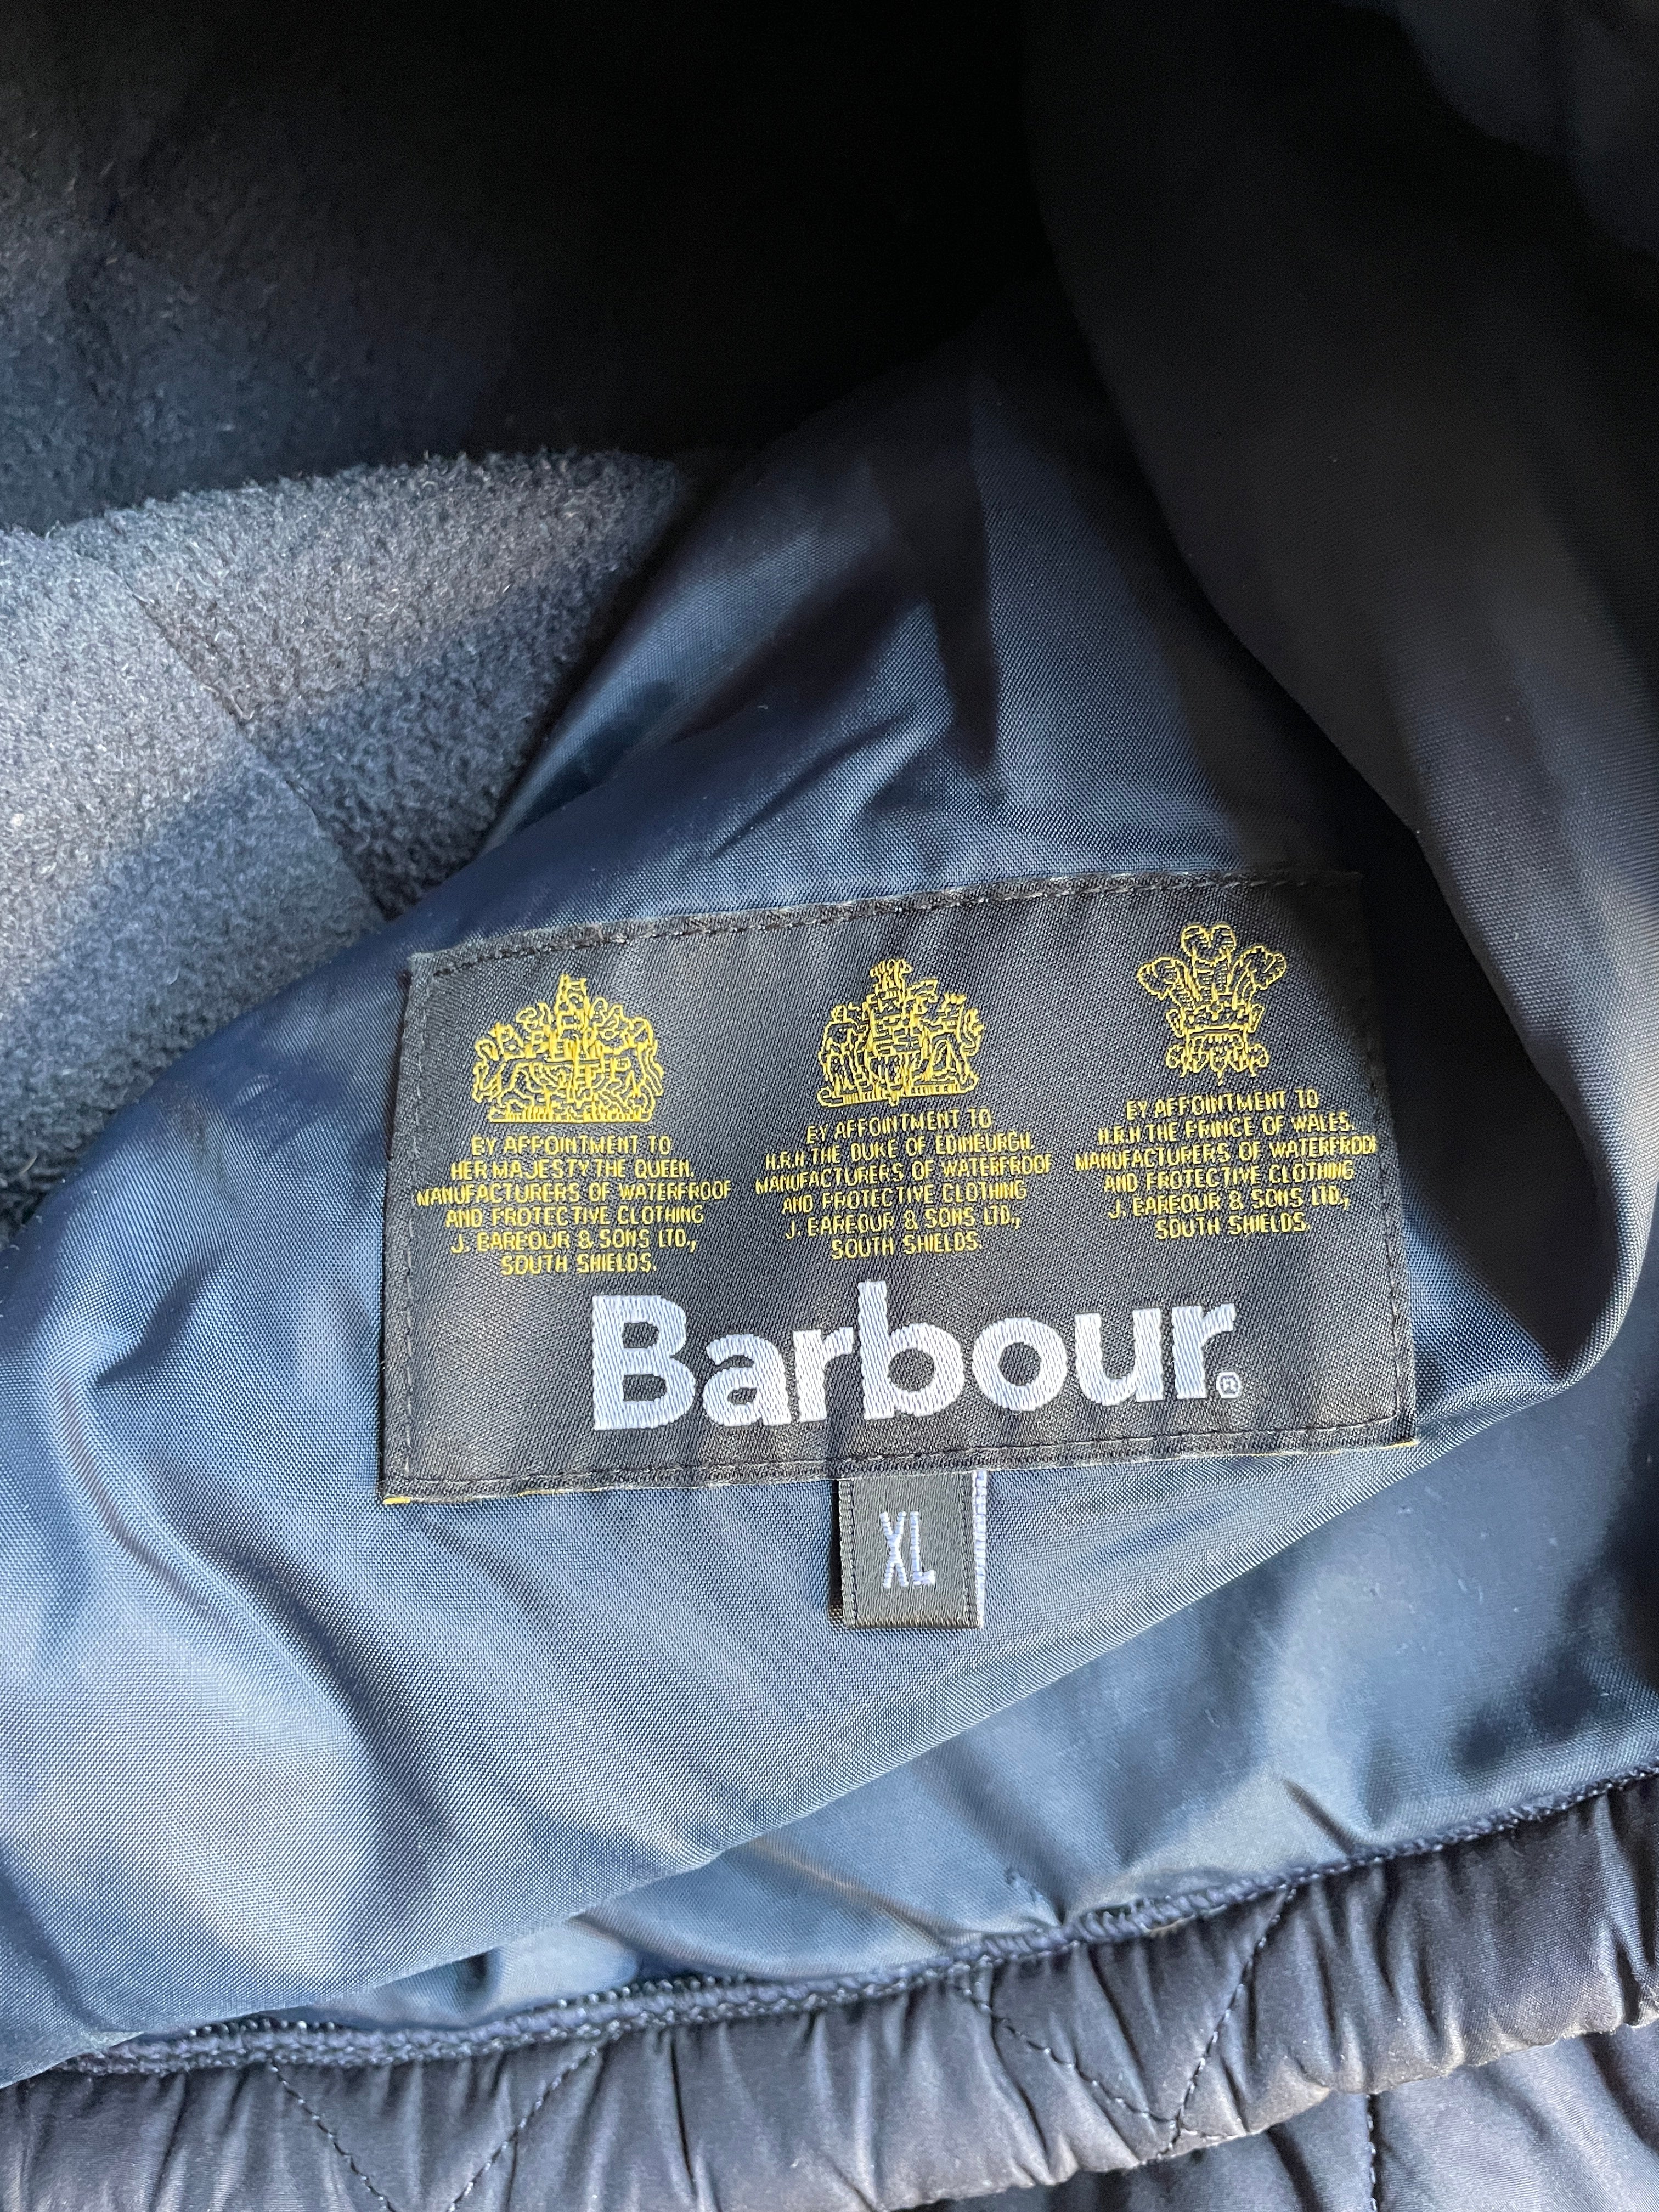 BY APPOINTMENT TO
HER MAJESTY THE QUEEN.
MANUFACTURERS OF WATERPROOF
AND PROTECTIVE CLOTHING
J. BARBOUR & SONS LTD.,
SOUTH SHIELDS.
BY APPOINTMENT TO
H.R.H THE DUKE OF EDINBURGH
MANUFACTURERS OF WATERPROOF
AND PROTECTIVE CLOTHING
J. BARBOUR & SONS LTD.,
SOUTH SHIELDS.
BY APPOINTMENT TO
H.R.H THE PRINCE OF WALES.
MANUFACTURERS OF WATERPROOF
AND PROTECTIVE CLOTHING
J. BARBOUR & SONS LTD.,
SOUTH SHIELDS.
Barbour®
XL